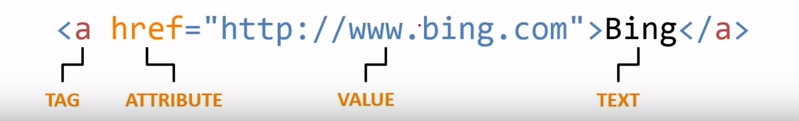 <a href="http://www.bing.com">Bing</a>
TAG ATTRIBUTE VALUE TEXT